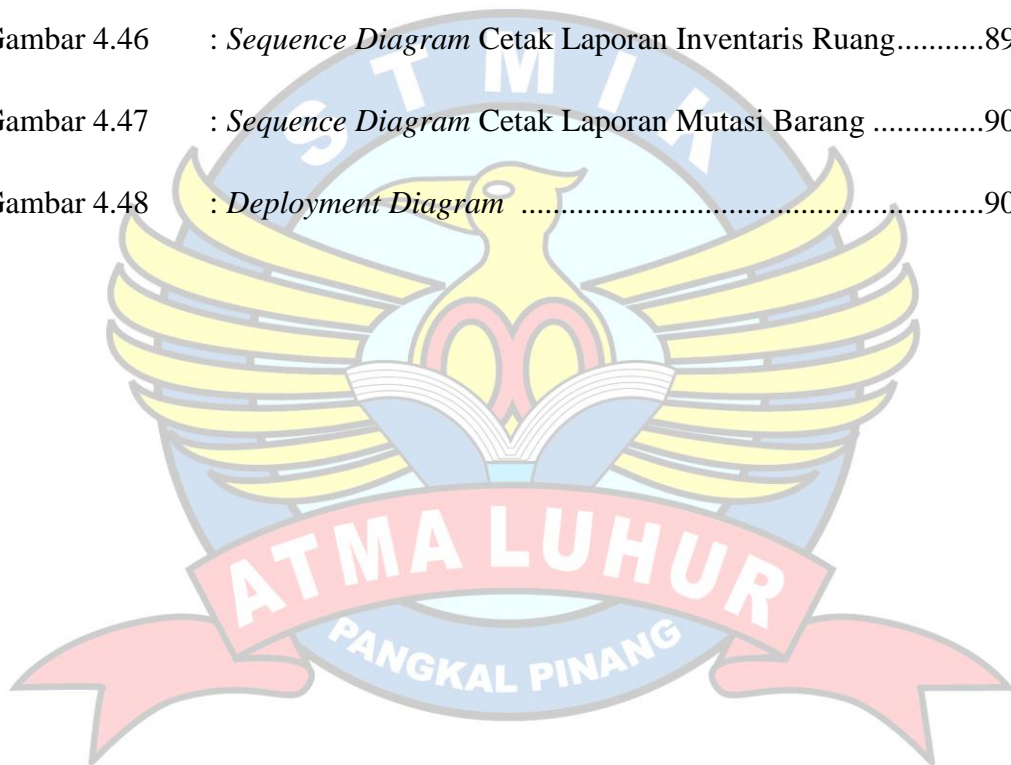 Gambar 4.46 : Sequence Diagram Cetak Laporan Inventaris Ruang...........89
Gambar 4.47 : Sequence Diagram Cetak Laporan Mutasi Barang ..............90
Gambar 4.48 : Deployment Diagram .........................................................90
STMIK
ATMA LUHUR
PANGKAL PINANG